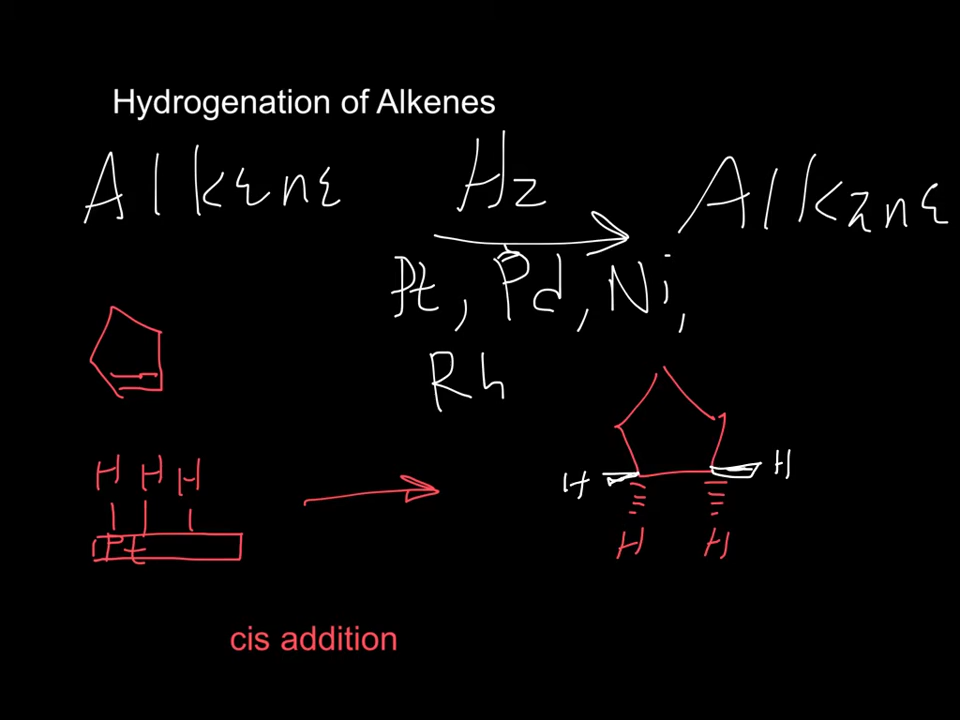 Hydrogenation of Alkenes
Alkene H2 Alkane
Pt, Pd, Ni,
Rh
H H H
Pt
H H
H H
cis addition